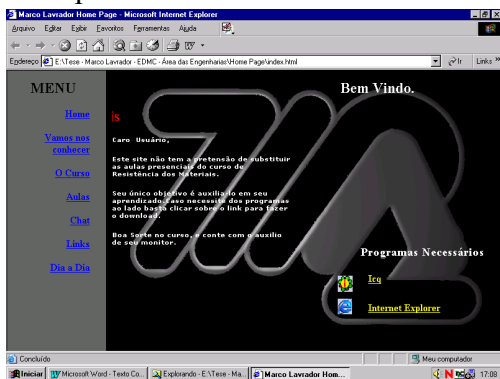 Marco Lavrador Home Page - Microsoft Internet Explorer
Arquivo Editar Exibir Favoritos Ferramentas Ajuda
Endereço E:\Tese - Marco Lavrador - EDMC - Área das Engenharias\Home Page\index.html Ir Links »
MENU
Bem Vindo.
Home
is
Vamos nos
conhecer
Caro Usuário,
Este site não tem a pretensão de substituir
as aulas presenciais do curso de
Resistência dos Materiais.
O Curso
Aulas
Seu único objetivo é auxilia-lo em seu
aprendizado.Caso necessite dos programas
ao lado basta clicar sobre o link para fazer
o download.
Chat
Boa Sorte no curso, e conte com o auxilio
de seu monitor.
Links
Programas Necessários
Dia a Dia
Icq
Internet Explorer
Concluído Meu computador
Iniciar Microsoft Word - Texto Co... Explorando - E:\Tese - Ma... Marco Lavrador Hom... 17:08